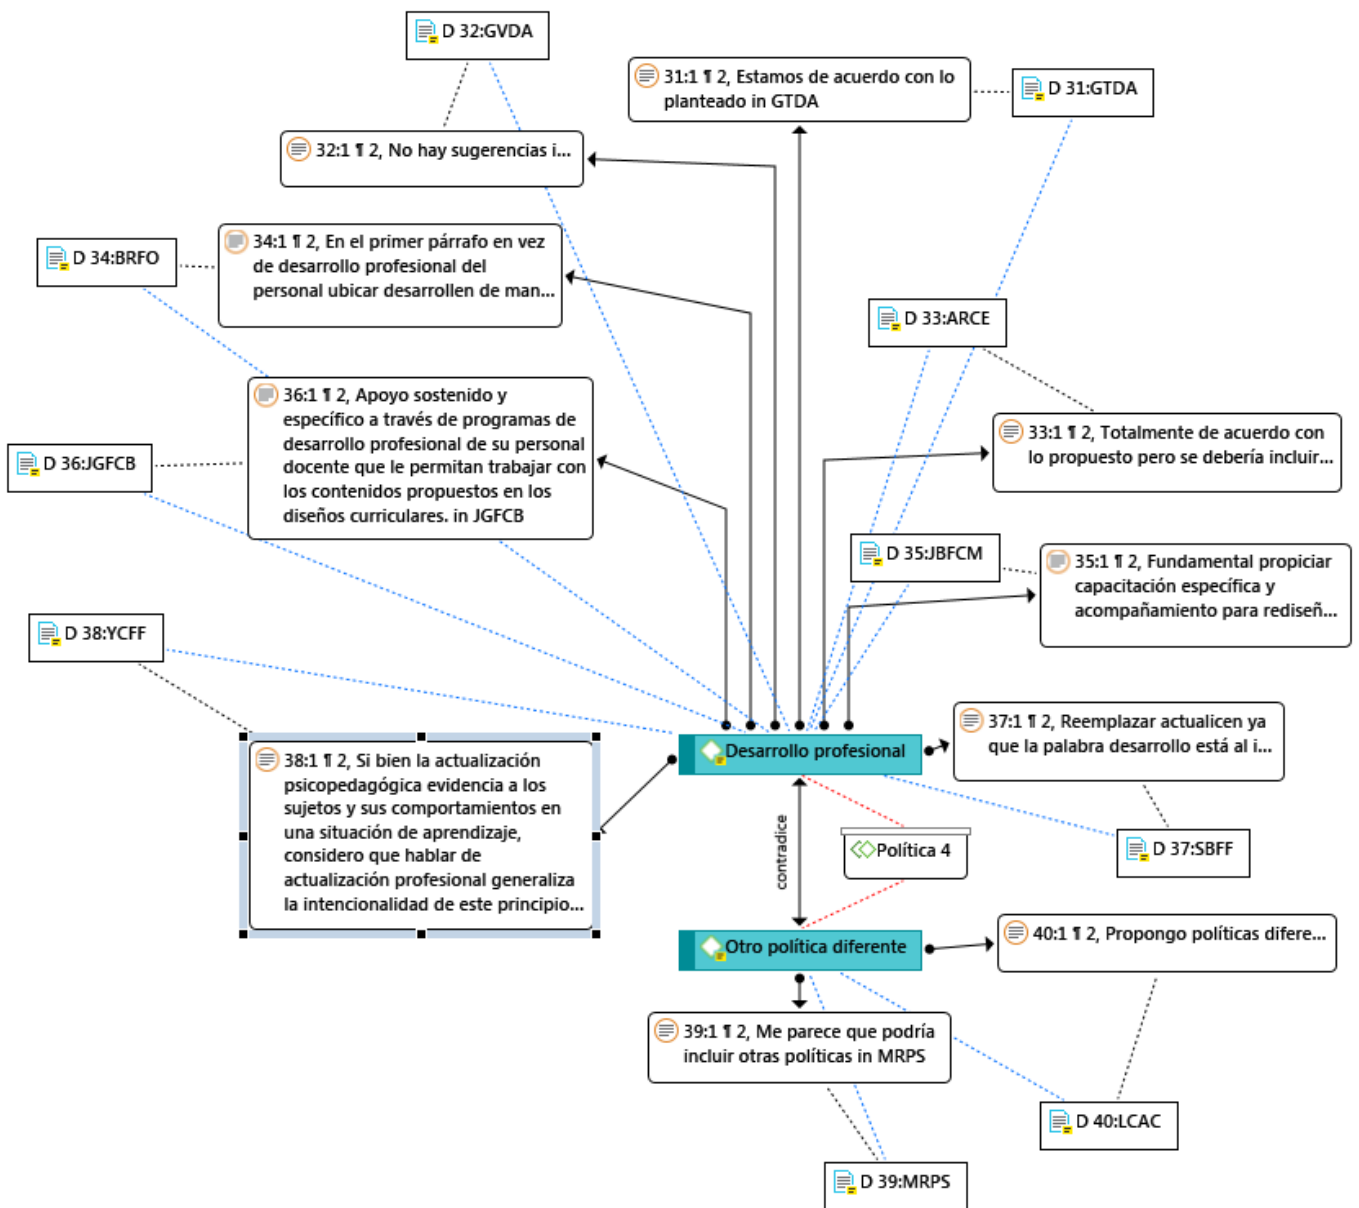 D 32:GVDA
31:1 ¶ 2, Estamos de acuerdo con lo
planteado in GTDA
D 31:GTDA
32:1 ¶ 2, No hay sugerencias i...
34:1 ¶ 2, En el primer párrafo en vez
de desarrollo profesional del
personal ubicar desarrollen de man...
D 34:BRFO
D 33:ARCE
36:1 ¶ 2, Apoyo sostenido y
específico a través de programas de
desarrollo profesional de su personal
docente que le permitan trabajar con
los contenidos propuestos en los
diseños curriculares. in JGFCB
D 36:JGFCB
33:1 ¶ 2, Totalmente de acuerdo con
lo propuesto pero se debería incluir...
D 35:JBFCM
35:1 ¶ 2, Fundamental propiciar
capacitación específica y
acompañamiento para rediseñ...
D 38:YCFF
37:1 ¶ 2, Reemplazar actualicen ya
que la palabra desarrollo está al i...
Desarrollo profesional
38:1 ¶ 2, Si bien la actualización
psicopedagógica evidencia a los
sujetos y sus comportamientos en
una situación de aprendizaje,
considero que hablar de
actualización profesional generaliza
la intencionalidad de este principio...
contradice
Política 4
D 37:SBFF
Otro política diferente
40:1 ¶ 2, Propongo políticas difere...
39:1 ¶ 2, Me parece que podría
incluir otras políticas in MRPS
D 40:LCAC
D 39:MRPS